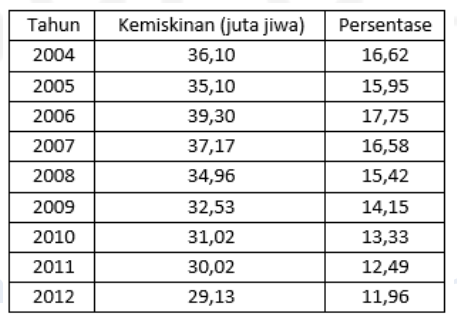 Tahun Kemiskinan (juta jiwa) Persentase
2004 36,10 16,62
2005 35,10 15,95
2006 39,30 17,75
2007 37,17 16,58
2008 34,96 15,42
2009 32,53 14,15
2010 31,02 13,33
2011 30,02 12,49
2012 29,13 11,96